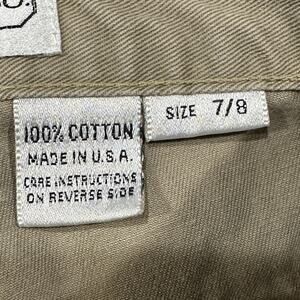 100% COTTON
MADE IN U.S.A.
CARE INSTRUCTIONS
ON REVERSE SIDE
SIZE 7/8